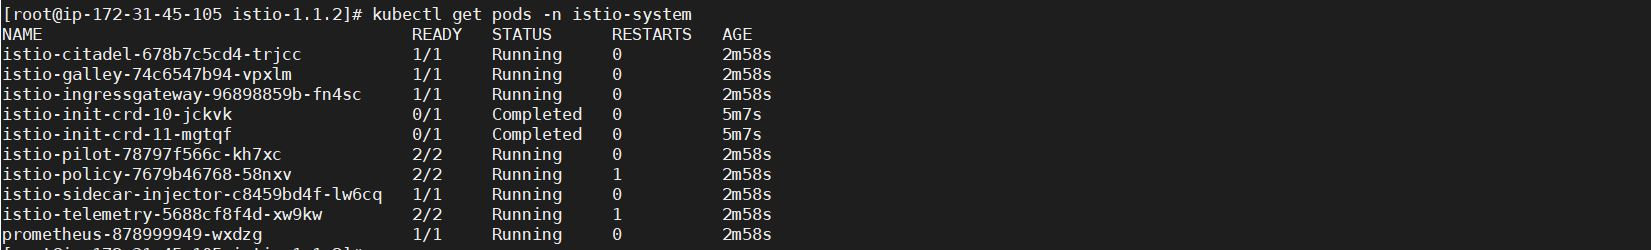 [root@ip-172-31-45-105 istio-1.1.2]# kubectl get pods -n istio-system
NAME READY STATUS RESTARTS AGE
istio-citadel-678b7c5cd4-trjcc 1/1 Running 0 2m58s
istio-galley-74c6547b94-vpxlm 1/1 Running 0 2m58s
istio-ingressgateway-96898859b-fn4sc 1/1 Running 0 2m58s
istio-init-crd-10-jckvk 0/1 Completed 0 5m7s
istio-init-crd-11-mgtqf 0/1 Completed 0 5m7s
istio-pilot-78797f566c-kh7xc 2/2 Running 0 2m58s
istio-policy-7679b46768-58nxv 2/2 Running 1 2m58s
istio-sidecar-injector-c8459bd4f-lw6cq 1/1 Running 0 2m58s
istio-telemetry-5688cf8f4d-xw9kw 2/2 Running 1 2m58s
prometheus-878999949-wxdzg 1/1 Running 0 2m58s